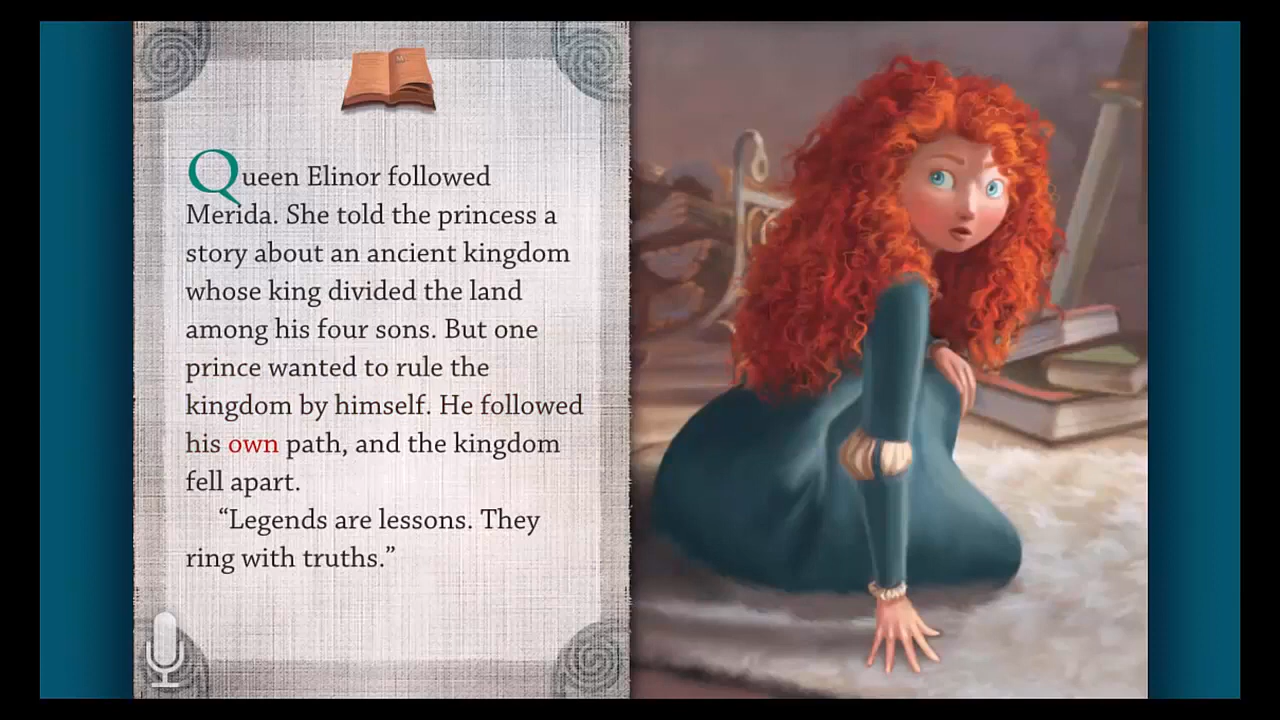 Queen Elinor followed
Merida. She told the princess a
story about an ancient kingdom
whose king divided the land
among his four sons. But one
prince wanted to rule the
kingdom by himself. He followed
his own path, and the kingdom
fell apart.
“Legends are lessons. They
ring with truths.”